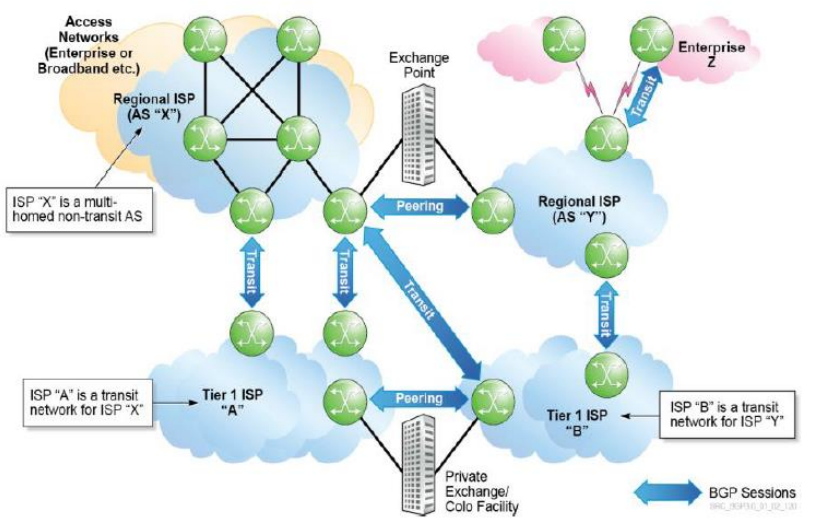 Access
Networks
(Enterprise or
Broadband etc.)
Regional ISP
(AS "X")
ISP "X" is a multi-
homed non-transit AS
Exchange
Point
Enterprise
Z
Transit
Peering
Regional ISP
(AS "Y")
Transit
Transit
Transit
Transit
ISP "A" is a transit
network for ISP "X"
Tier 1 ISP
"A"
Peering
Tier 1 ISP
"B"
ISP "B" is a transit
network for ISP "Y"
Private
Exchange/
Colo Facility
BGP Sessions